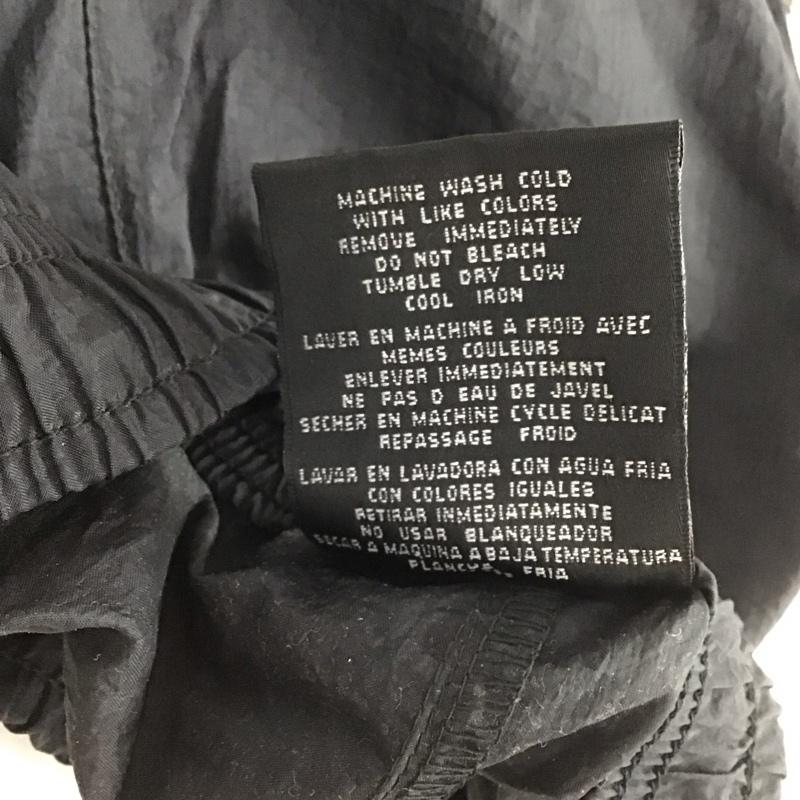 MACHINE WASH COLD
WITH LIKE COLORS
REMOVE IMMEDIATELY
DO NOT BLEACH
TUMBLE DRY LOW
COOL IRON
LAVER EN MACHINE A FROID AVEC
MEMES COULEURS
ENLEVER IMMEDIATEMENT
NE PAS D EAU DE JAVEL
SECHER EN MACHINE CYCLE DELICAT
REPASSAGE FROID
LAVAR EN LAVADORA CON AGUA FRIA
CON COLORES IGUALES
RETIRAR INMEDIATAMENTE
NO USAR BLANQUEADOR
SECAR A MAQUINA A BAJA TEMPERATURA
FRIA